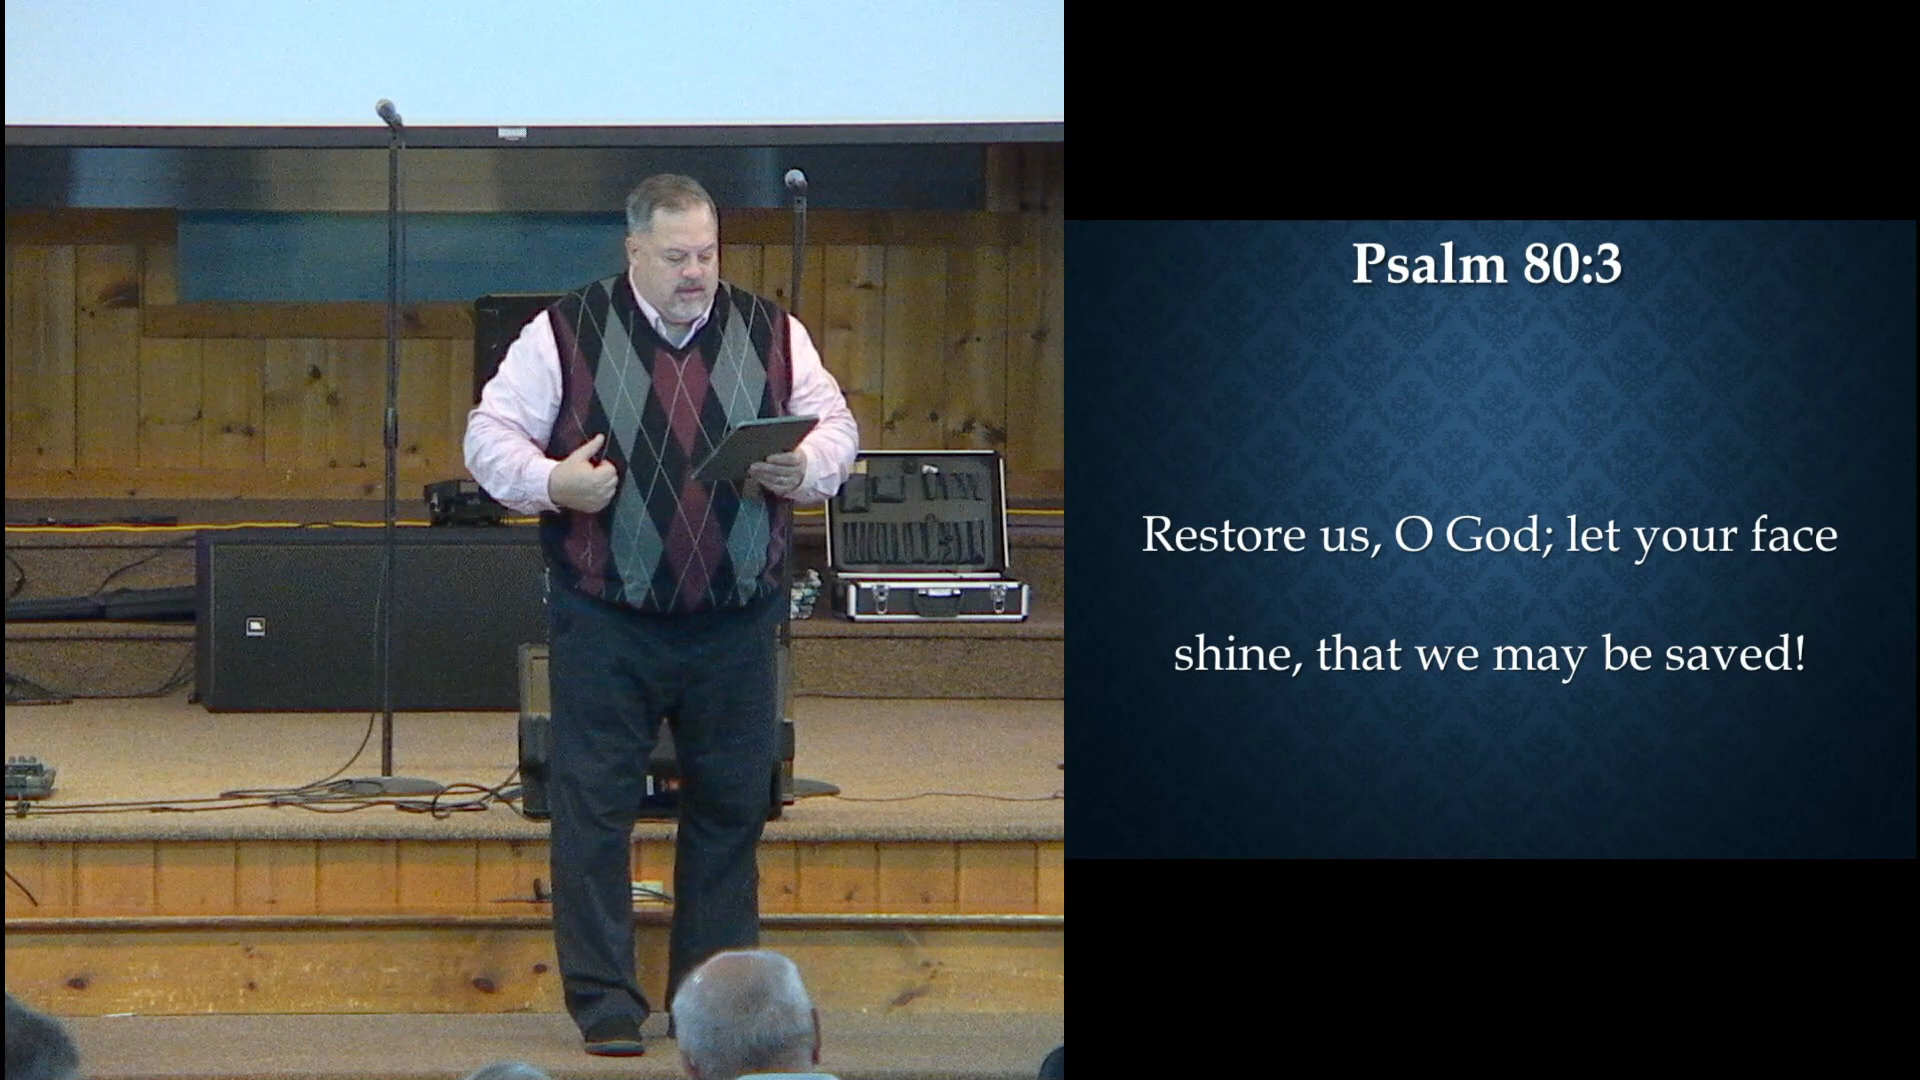 Psalm 80:3
Restore us, O God; let your face
shine, that we may be saved!